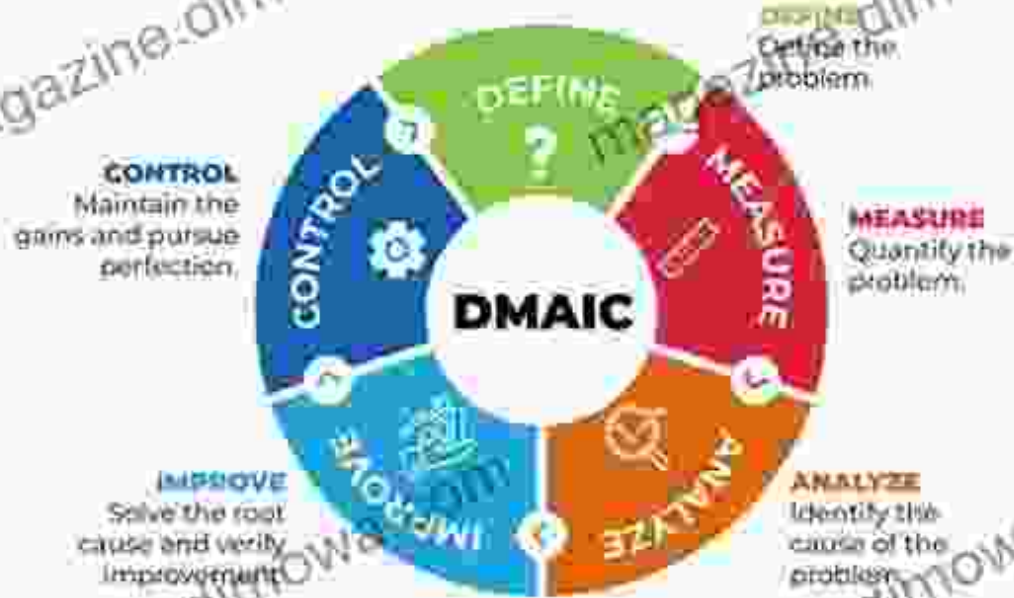 DEFINE
Define the
problem.
DEFINE
?
MEASURE
MEASURE
Quantify the
problem.
ANALYZE
ANALYZE
Identify the
cause of the
problem.
IMPROVE
IMPROVE
Solve the root
cause and verify
improvement.
CONTROL
CONTROL
Maintain the
gains and pursue
perfection.
DMAIC